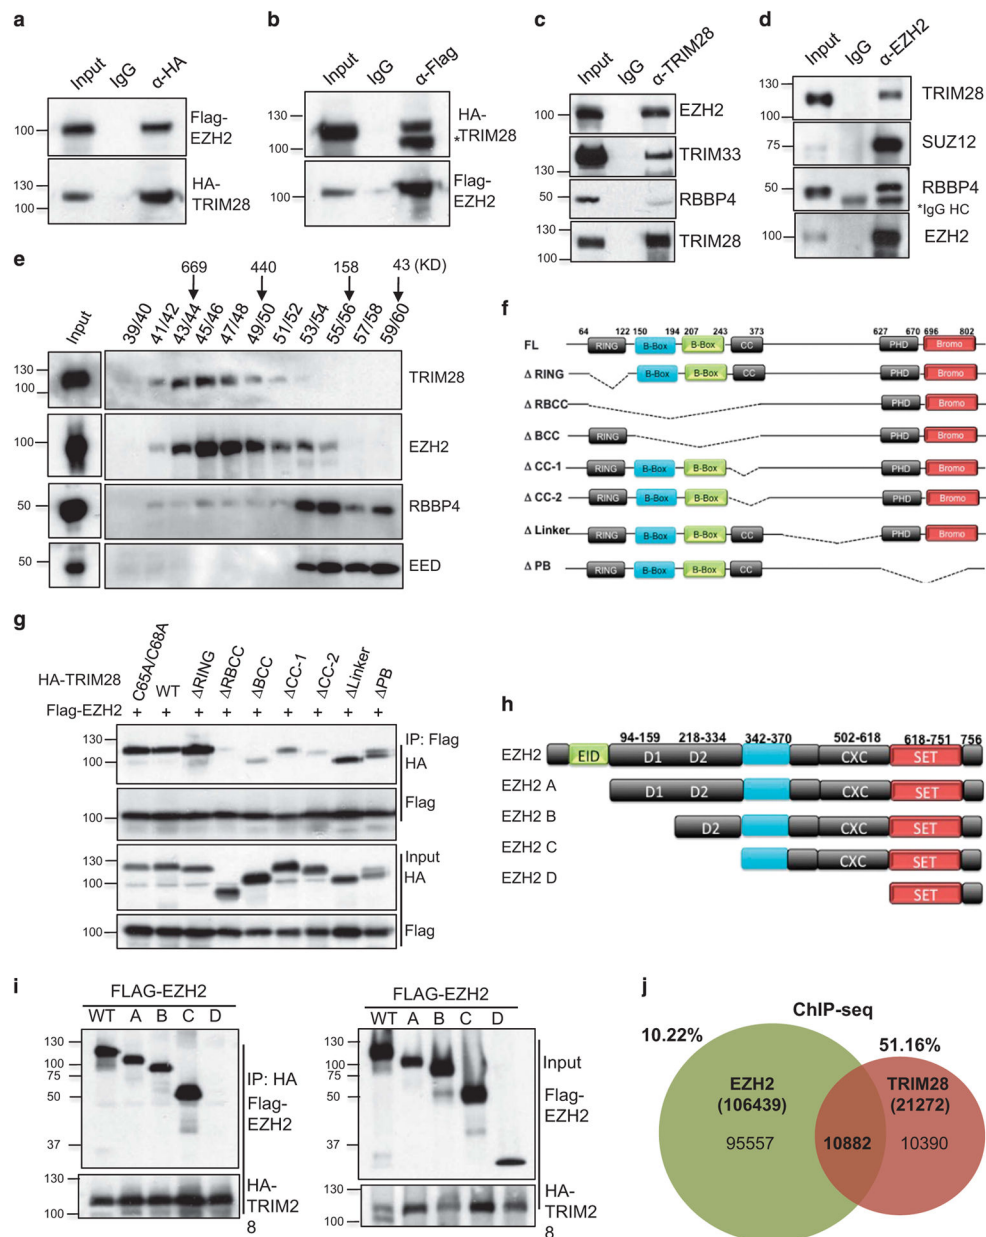 a
Input IgG α-HA
100
Flag-
EZH2
130
100
HA-
TRIM28
b
Input IgG α-Flag
130
100
HA-
*TRIM28
100
Flag-
EZH2
c
Input IgG α-TRIM28
100 EZH2
130 TRIM33
50 RBBP4
100 TRIM28
d
Input IgG α-EZH2
130 TRIM28
75 SUZ12
50 RBBP4
*IgG HC
100 EZH2
e
669 440 158 43 (KD)
Input 39/40 41/42 43/44 45/46 47/48 49/50 51/52 53/54 55/56 57/58 59/60
130
100
TRIM28
100 EZH2
50 RBBP4
50 EED
f
64 122 150 194 207 243 373 627 670 696 802
FL RING B-Box B-Box CC PHD Bromo
Δ RING B-Box B-Box CC PHD Bromo
Δ RBCC PHD Bromo
Δ BCC RING PHD Bromo
Δ CC-1 RING B-Box B-Box PHD Bromo
Δ CC-2 RING B-Box B-Box PHD Bromo
Δ Linker RING B-Box B-Box CC PHD Bromo
Δ PB RING B-Box B-Box CC
g
HA-TRIM28 C65A/C68A WT ΔRING ΔRBCC ΔBCC ΔCC-1 ΔCC-2 ΔLinker ΔPB
Flag-EZH2 + + + + + + + + +
130
100
IP: Flag
HA
100 Flag
130
100
Input
HA
100 Flag
h
94-159 218-334 342-370 502-618 618-751 756
EZH2 EID D1 D2 CXC SET
EZH2 A D1 D2 CXC SET
EZH2 B D2 CXC SET
EZH2 C CXC SET
EZH2 D SET
i
FLAG-EZH2
WT A B C D
130
100
75
50
37
IP: HA
Flag-
EZH2
130
100
HA-
TRIM2
8
FLAG-EZH2
WT A B C D
130
100
75
50
37
Input
Flag-
EZH2
130
100
HA-
TRIM2
8
j
ChIP-seq
10.22% 51.16%
EZH2
(106439)
TRIM28
(21272)
95557 10882 10390